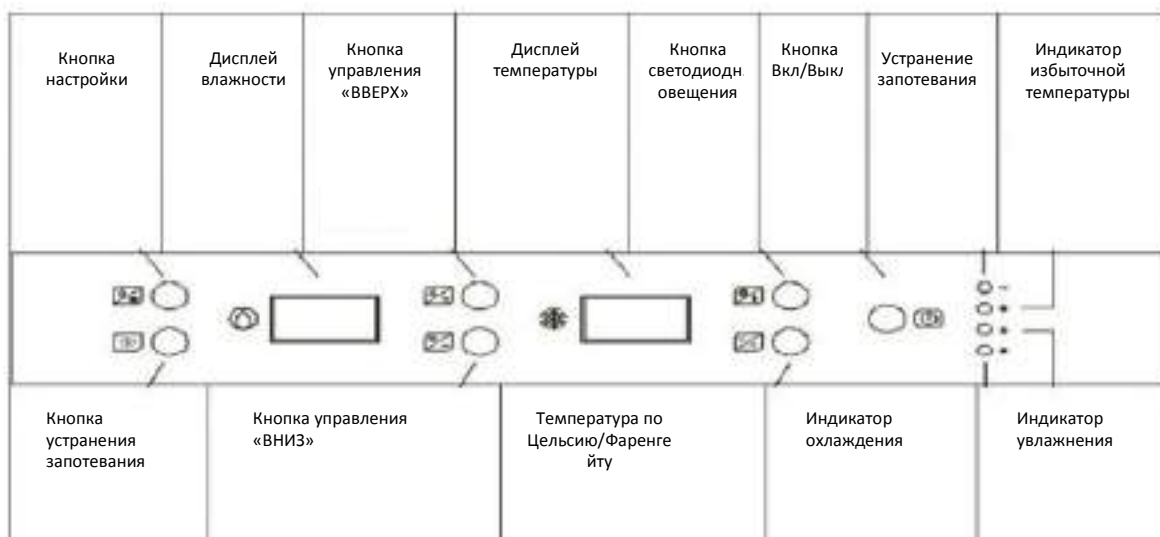 Кнопка
настройки
Дисплей
влажности
Кнопка
управления
«ВВЕРХ»
Дисплей
температуры
Кнопка
светодиодн
овещения
Кнопка
Вкл/Выкл
Устранение
запотевания
Индикатор
избыточной
температуры
Кнопка
устранения
запотевания
Кнопка управления
«ВНИЗ»
Температура по
Цельсию/Фаренге
йту
Индикатор
охлаждения
Индикатор
увлажнения